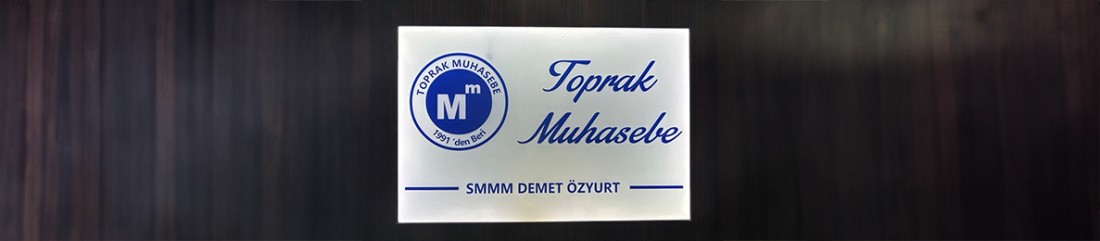 TOPRAK MUHASEBE
Mm
1991 'den Beri
Toprak
Muhasebe
SMMM DEMET ÖZYURT